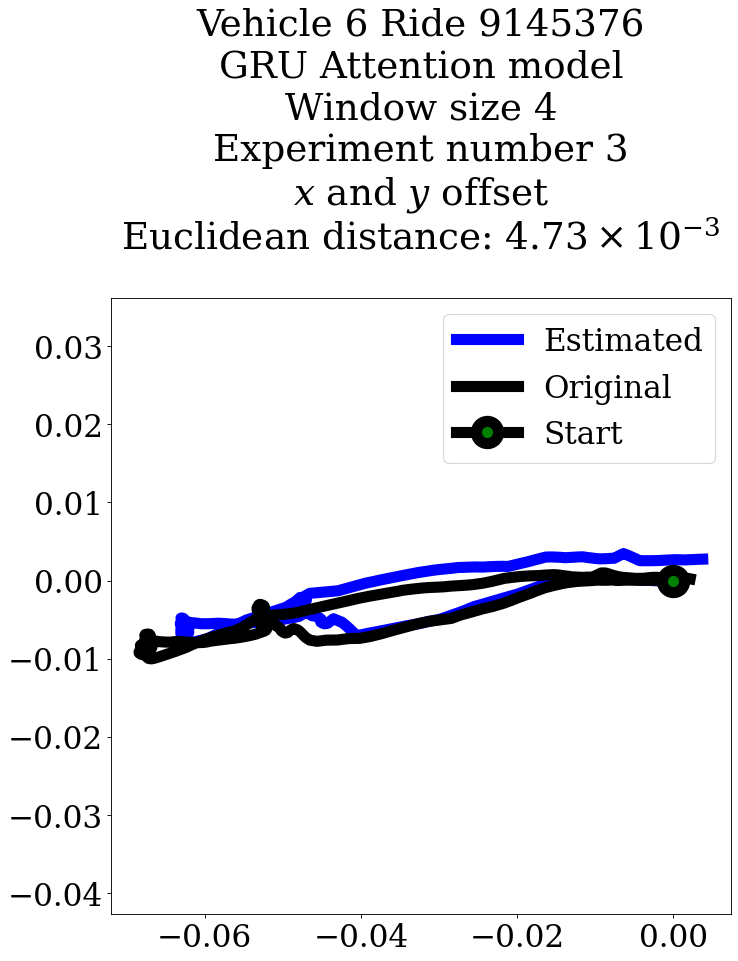 Vehicle 6 Ride 9145376
GRU Attention model
Window size 4
Experiment number 3
x and y offset
Euclidean distance: 4.73 × 10⁻³
Estimated
Original
Start
0.03
0.02
0.01
0.00
−0.01
−0.02
−0.03
−0.04
−0.06
−0.04
−0.02
0.00